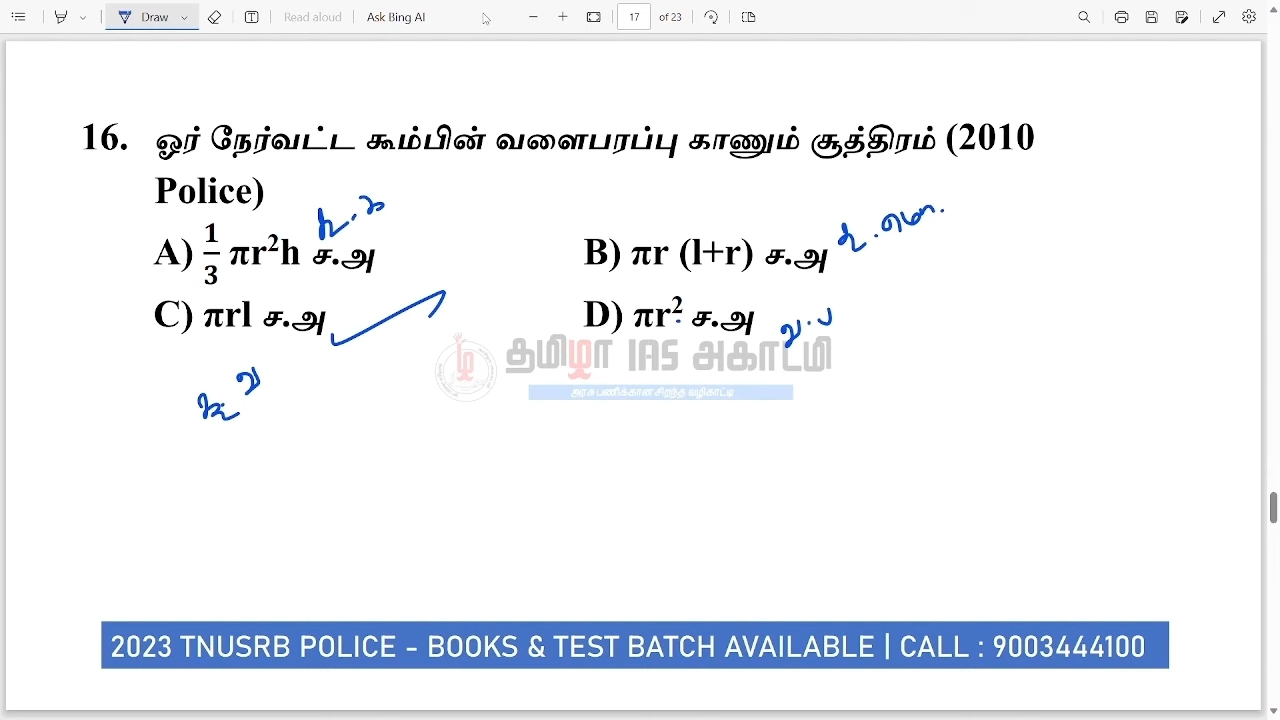 Draw
Read aloud
Ask Bing AI
17 of 23
16. ஓர் நேர்வட்ட கூம்பின் வளைபரப்பு காணும் சூத்திரம் (2010
Police)
A) 1/3 πr²h ச.அ
B) πr (l+r) ச.அ
C) πrl ச.அ
D) πr² ச.அ
வ.ப
தமிழா IAS அகாடமி
அரசு பணிக்கான சிறந்த வழிகாட்டி
2023 TNUSRB POLICE - BOOKS & TEST BATCH AVAILABLE | CALL : 9003444100